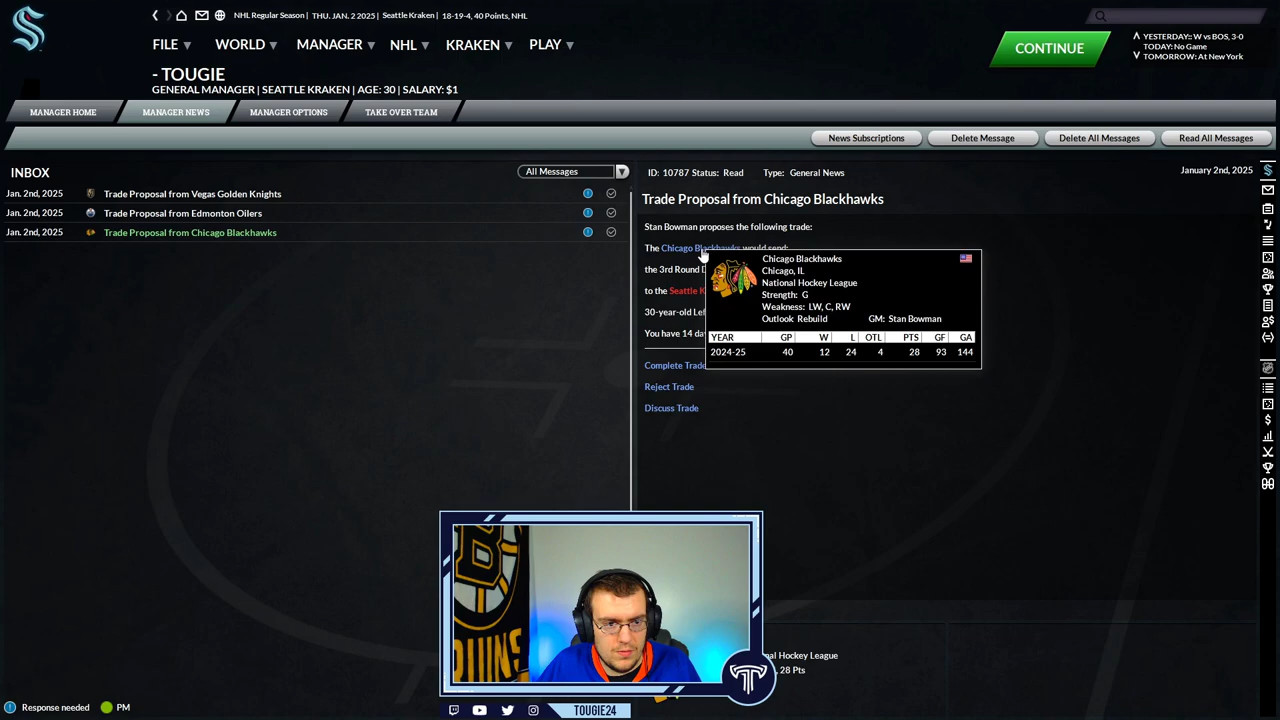 NHL Regular Season | THU. JAN. 2 2025 | Seattle Kraken | 18-19-4, 40 Points, NHL
FILE WORLD MANAGER NHL KRAKEN PLAY
CONTINUE
YESTERDAY:: W vs BOS, 3-0
TODAY: No Game
TOMORROW: At New York
- TOUGIE
GENERAL MANAGER | SEATTLE KRAKEN | AGE: 30 | SALARY: $1
MANAGER HOME MANAGER NEWS MANAGER OPTIONS TAKE OVER TEAM
News Subscriptions Delete Message Delete All Messages Read All Messages
INBOX
All Messages
Jan. 2nd, 2025 Trade Proposal from Vegas Golden Knights
Jan. 2nd, 2025 Trade Proposal from Edmonton Oilers
Jan. 2nd, 2025 Trade Proposal from Chicago Blackhawks
ID: 10787 Status: Read Type: General News January 2nd, 2025
Trade Proposal from Chicago Blackhawks
Stan Bowman proposes the following trade:
The Chicago Blackhawks would send:
the 3rd Round
to the Seattle
30-year-old
You have 14
Complete Trade
Reject Trade
Discuss Trade
Chicago Blackhawks
Chicago, IL
National Hockey League
Strength: G
Weakness: LW, C, RW
Outlook Rebuild GM: Stan Bowman
YEAR GP W L OTL PTS GF GA
2024-25 40 12 24 4 28 93 144
Hockey League
28 Pts
TOUGIE24
Response needed PM